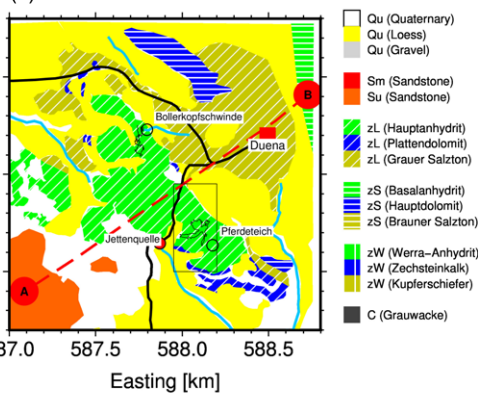 Qu (Quaternary)
Qu (Loess)
Qu (Gravel)
Sm (Sandstone)
Su (Sandstone)
zL (Hauptanhydrit)
zL (Plattendolomit)
zL (Grauer Salzton)
zS (Basalanhydrit)
zS (Hauptdolomit)
zS (Brauner Salzton)
zW (Werra-Anhydrit)
zW (Zechsteinkalk)
zW (Kupferschiefer)
C (Grauwacke)
B
Bollerkopfschwinde
Duena
Pferdeteich
Jettenquelle
A
587.5
588.0
588.5
Easting [km]